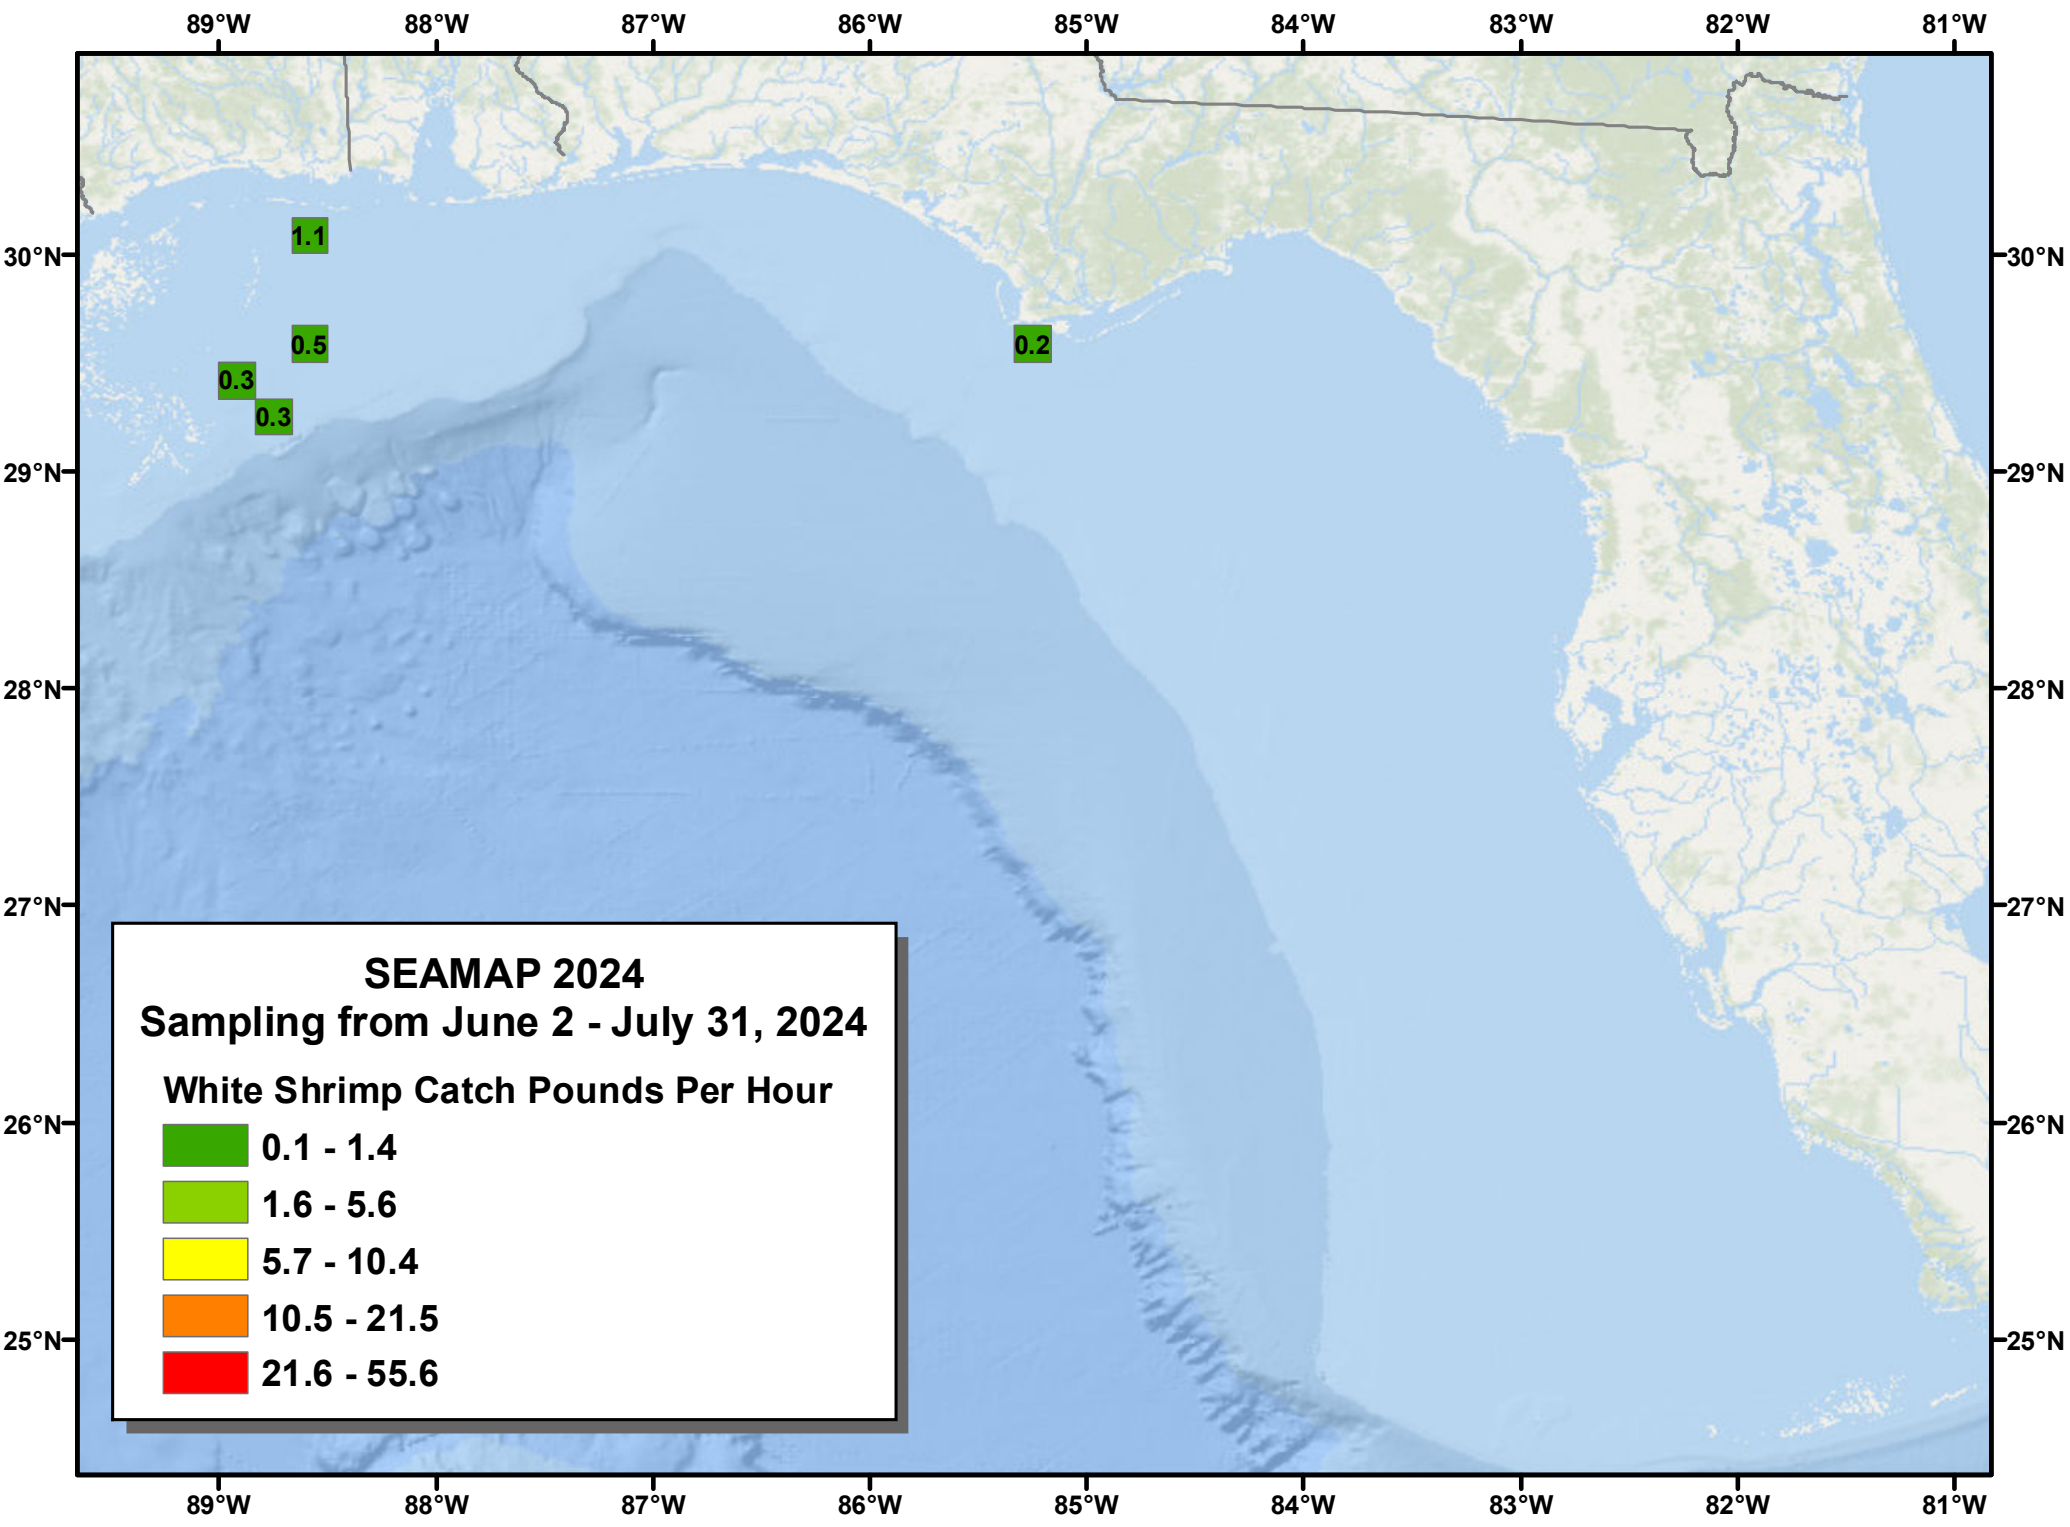 89°W 88°W 87°W 86°W 85°W 84°W 83°W 82°W 81°W
1.1
30°N 30°N
0.5 0.2
0.3
0.3
29°N 29°N
28°N 28°N
27°N 27°N
SEAMAP 2024
Sampling from June 2 - July 31, 2024
White Shrimp Catch Pounds Per Hour
26°N 26°N
0.1 - 1.4
1.6 - 5.6
5.7 - 10.4
10.5 - 21.5
25°N 25°N
21.6 - 55.6
89°W 88°W 87°W 86°W 85°W 84°W 83°W 82°W 81°W